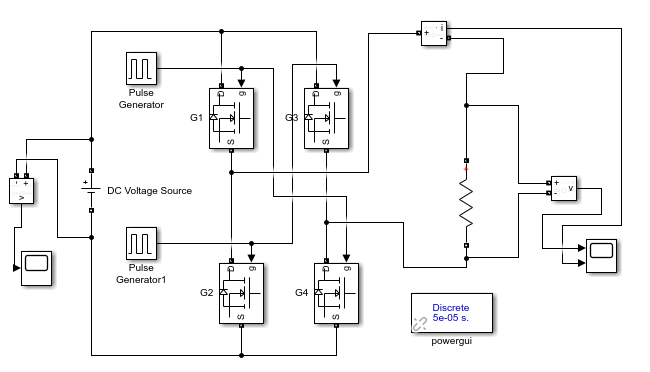 i
+
-
Pulse
Generator
D
g
G1
S
D
g
G3
S
- +
v
+
DC Voltage Source
+
+
-
v
Pulse
Generator1
D
g
G2
S
D
g
G4
S
Discrete
5e-05 s.
powergui